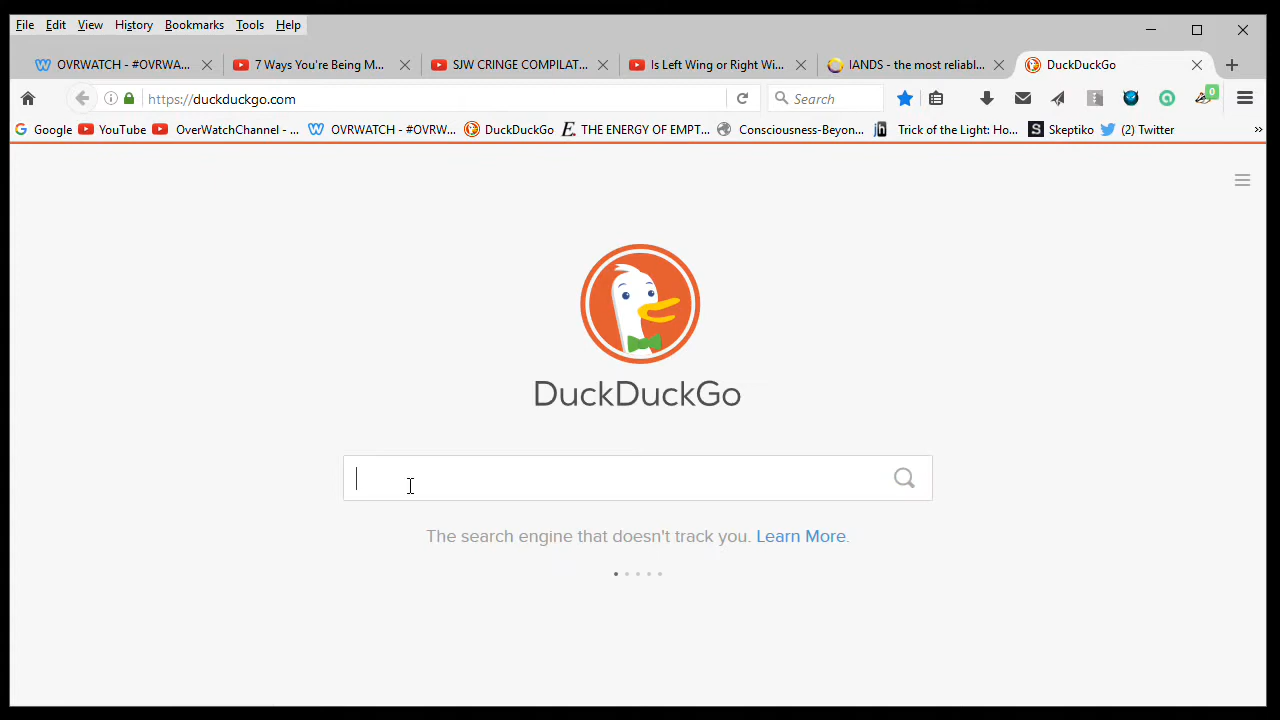 File Edit View History Bookmarks Tools Help
OVRWATCH - #OVRWA... 7 Ways You're Being M... SJW CRINGE COMPILAT... Is Left Wing or Right Wi... IANDS - the most reliabl... DuckDuckGo
https://duckduckgo.com Search 0
Google YouTube OverWatchChannel - ... OVRWATCH - #OVRW... DuckDuckGo THE ENERGY OF EMPT... Consciousness-Beyon... Trick of the Light: Ho... Skeptiko (2) Twitter
DuckDuckGo
The search engine that doesn't track you. Learn More.